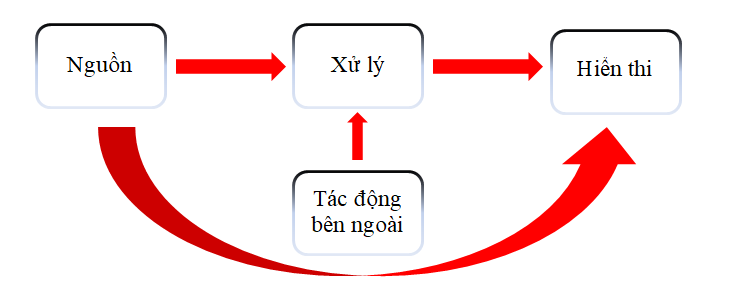 Nguồn
Xử lý
Hiển thi
Tác động
bên ngoài